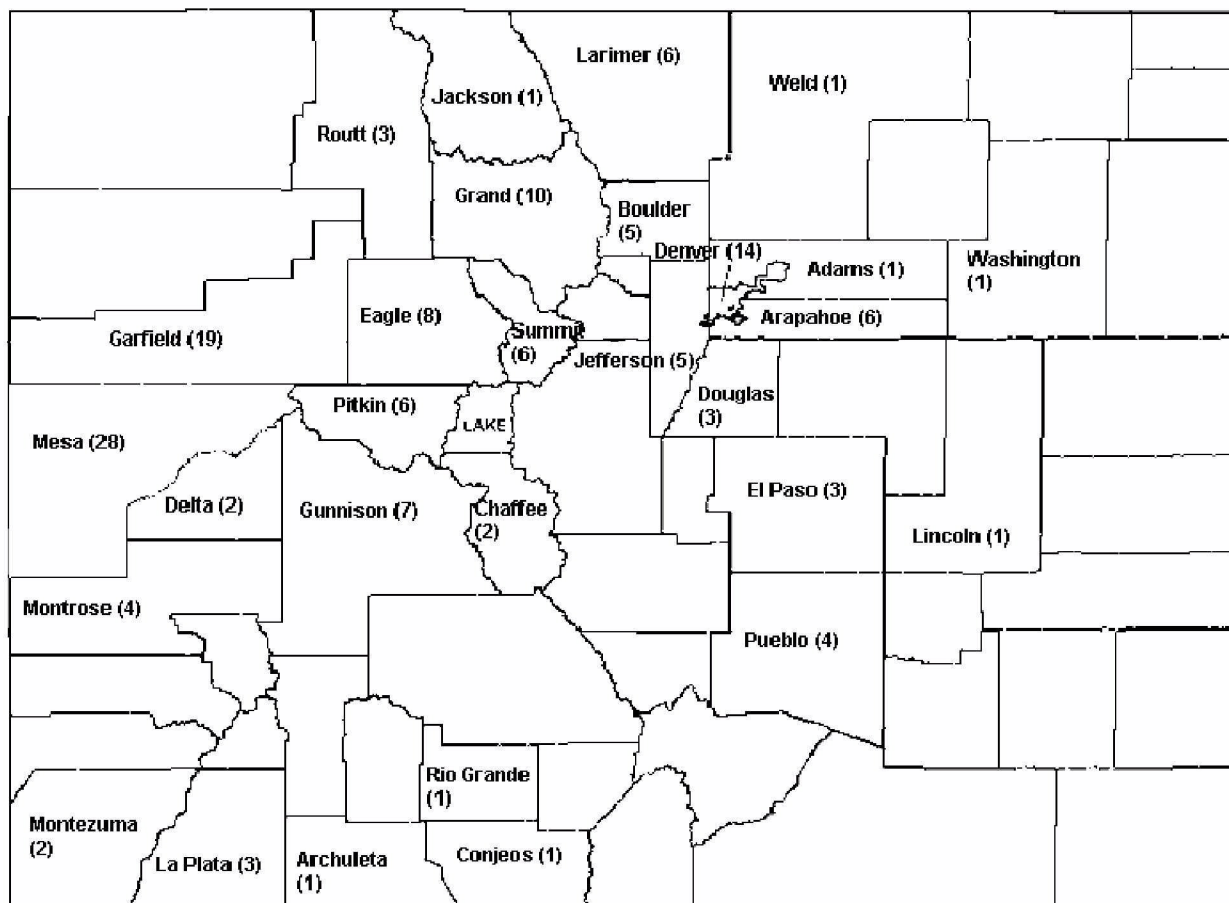 Larimer (6)
Weld (1)
Jackson (1)
Routt (3)
Grand (10)
Boulder
(5)
Denver (14)
Adams (1)
Washington
(1)
Eagle (8)
Arapahoe (6)
Garfield (19)
Summit
(6)
Jefferson (5)
Douglas
(3)
Pitkin (6)
LAKE
Mesa (28)
Delta (2)
Gunnison (7)
Chaffee
(2)
El Paso (3)
Lincoln (1)
Montrose (4)
Pueblo (4)
Rio Grande
(1)
Montezuma
(2)
La Plata (3)
Archuleta
(1)
Conjeos (1)